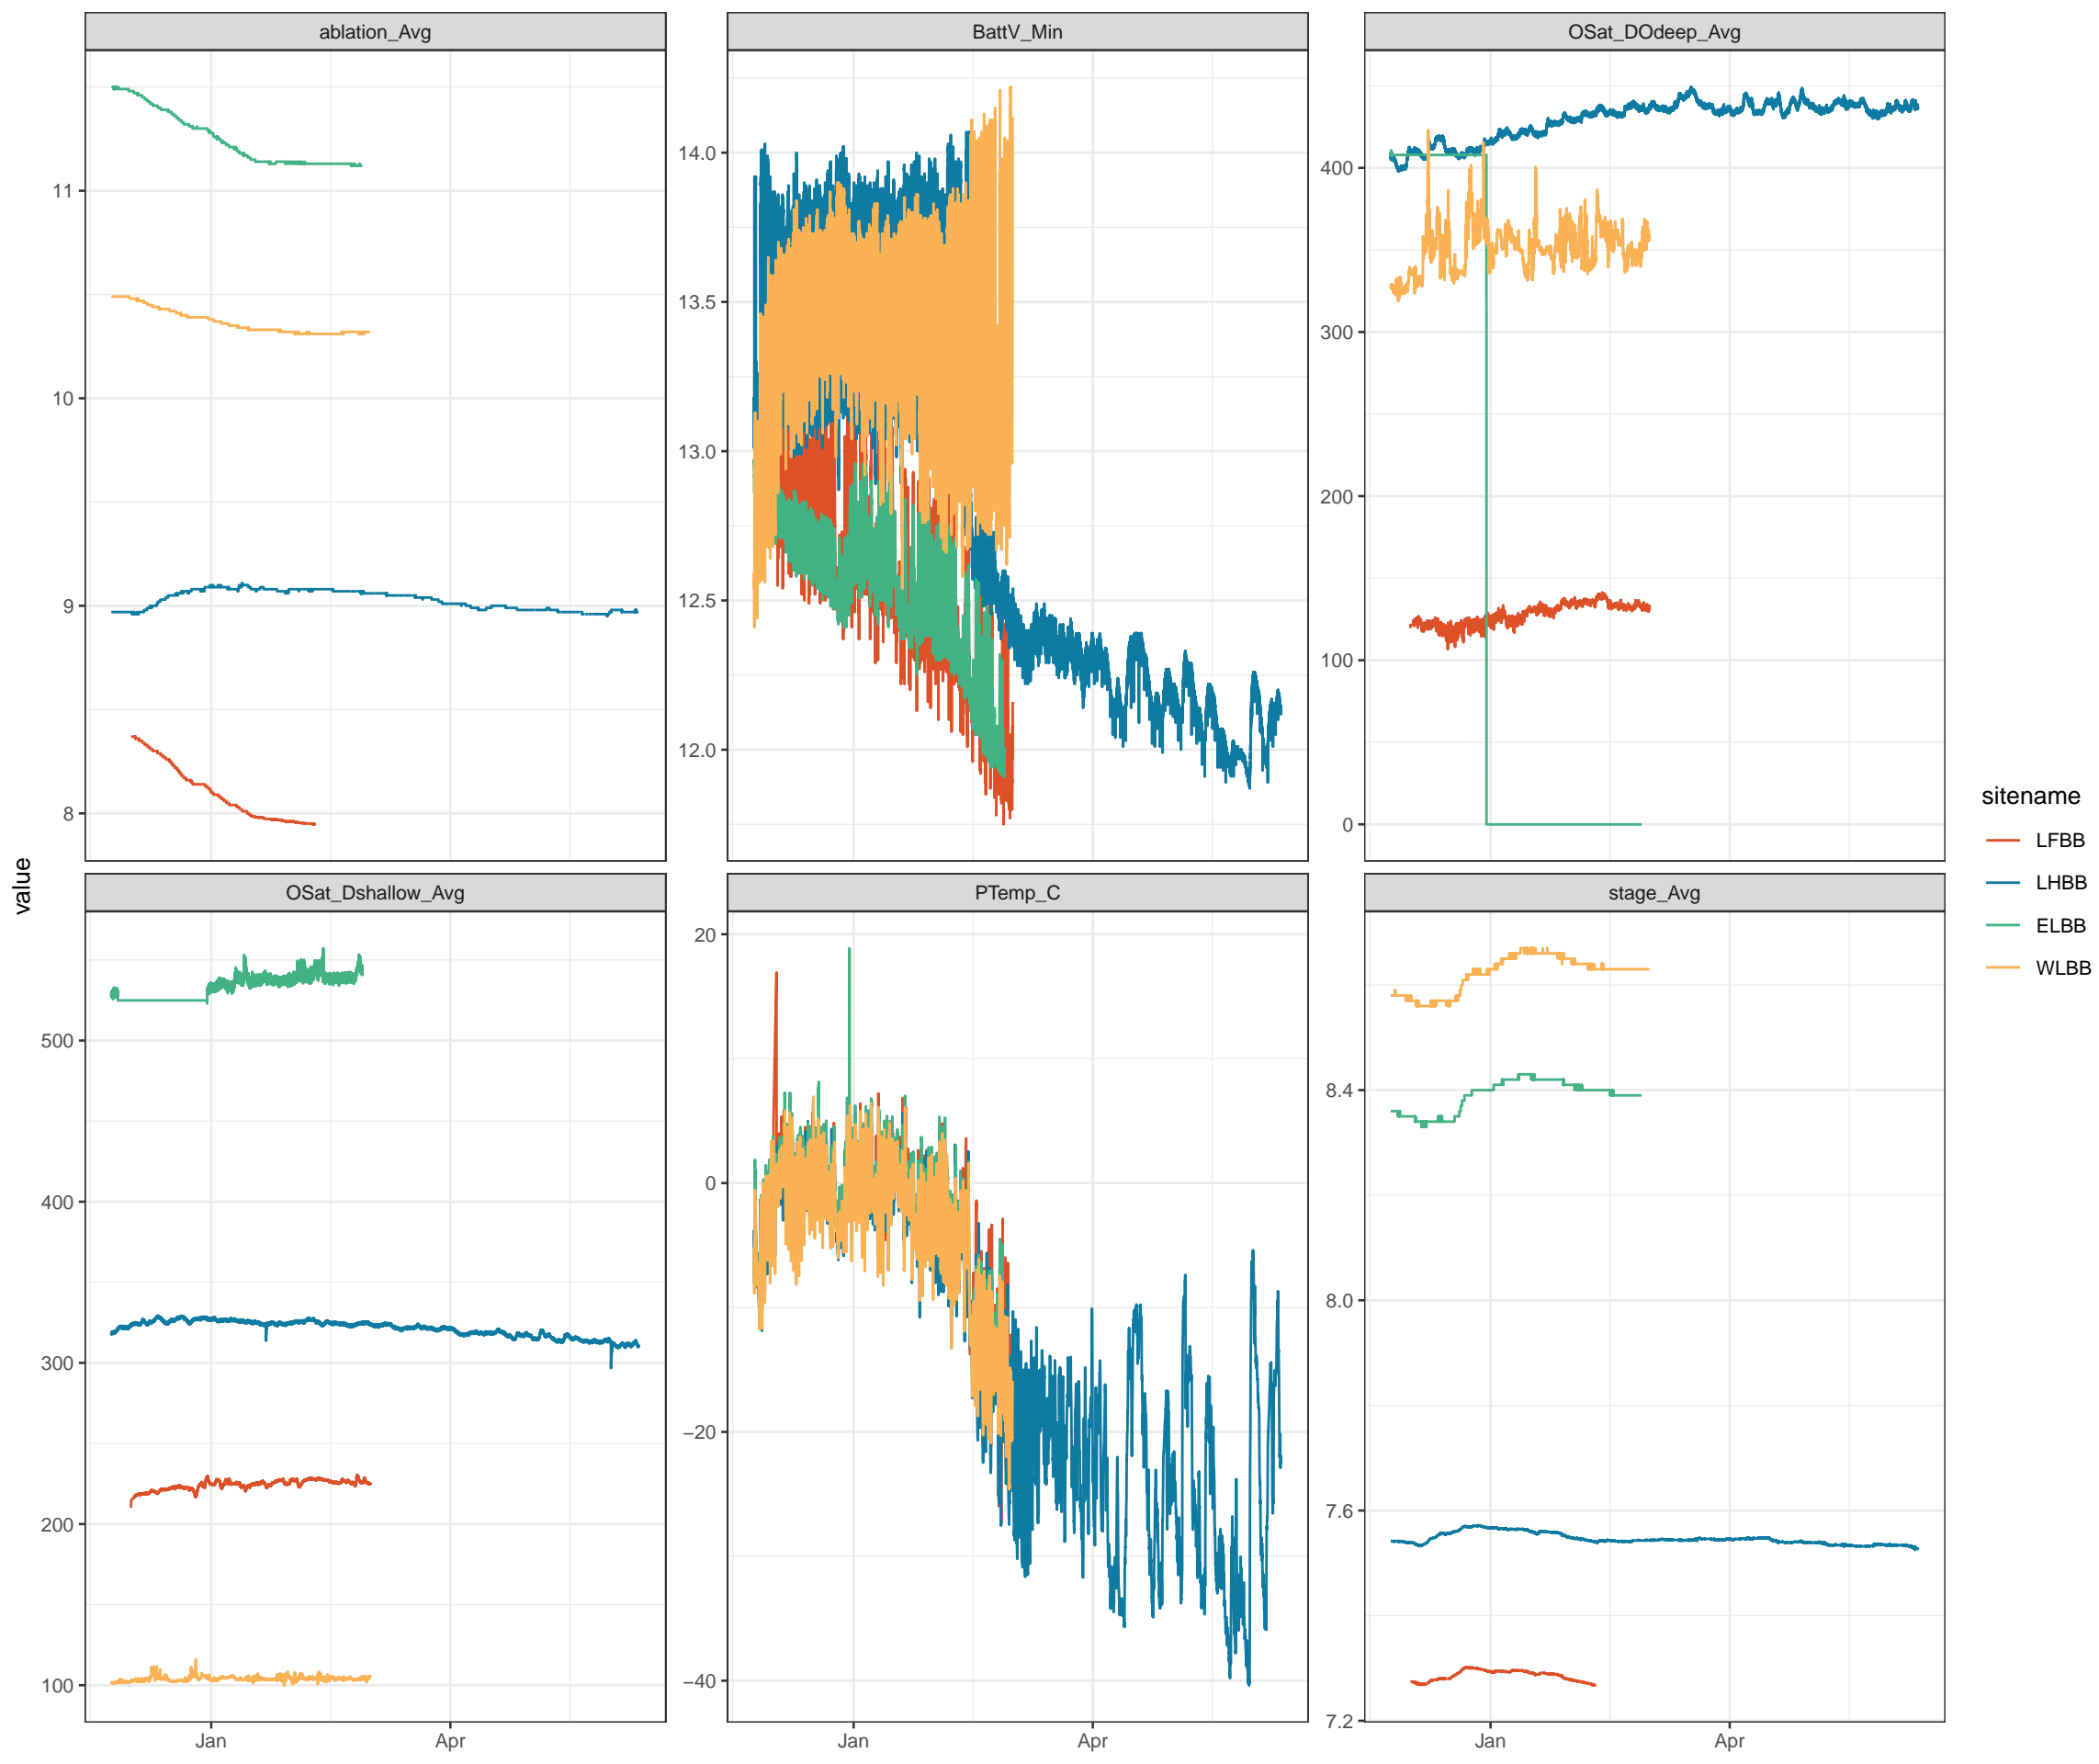 ablation_Avg
BattV_Min
OSat_DOdeep_Avg
11
10
9
8
14.0
13.5
13.0
12.5
12.0
400
300
200
100
0
value
OSat_Dshallow_Avg
PTemp_C
stage_Avg
500
400
300
200
100
20
0
−20
−40
8.4
8.0
7.6
7.2
Jan
Apr
Jan
Apr
Jan
Apr
sitename
LFBB
LHBB
ELBB
WLBB